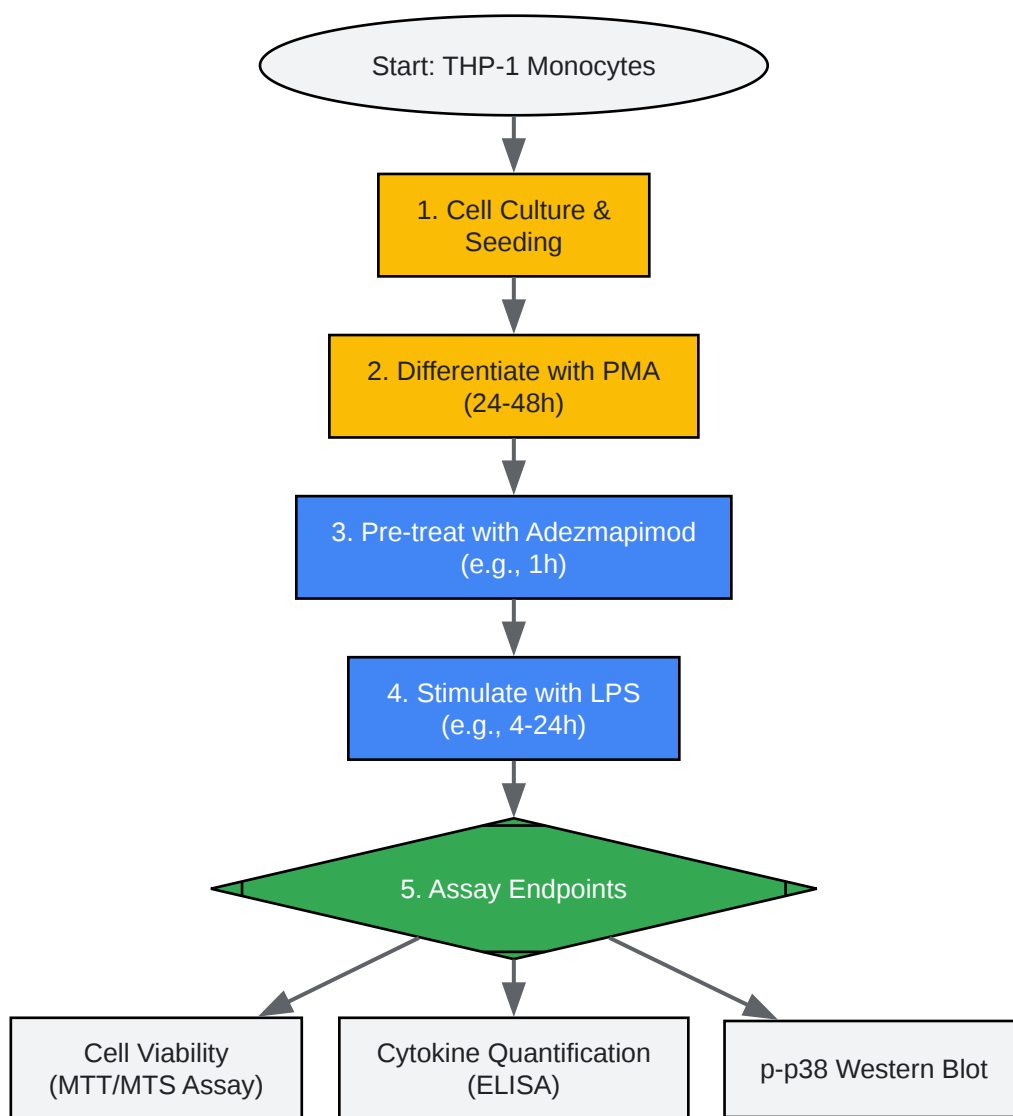 Start: THP-1 Monocytes
1. Cell Culture &
Seeding
2. Differentiate with PMA
(24-48h)
3. Pre-treat with Adezmapimod
(e.g., 1h)
4. Stimulate with LPS
(e.g., 4-24h)
5. Assay Endpoints
Cell Viability
(MTT/MTS Assay)
Cytokine Quantification
(ELISA)
p-p38 Western Blot